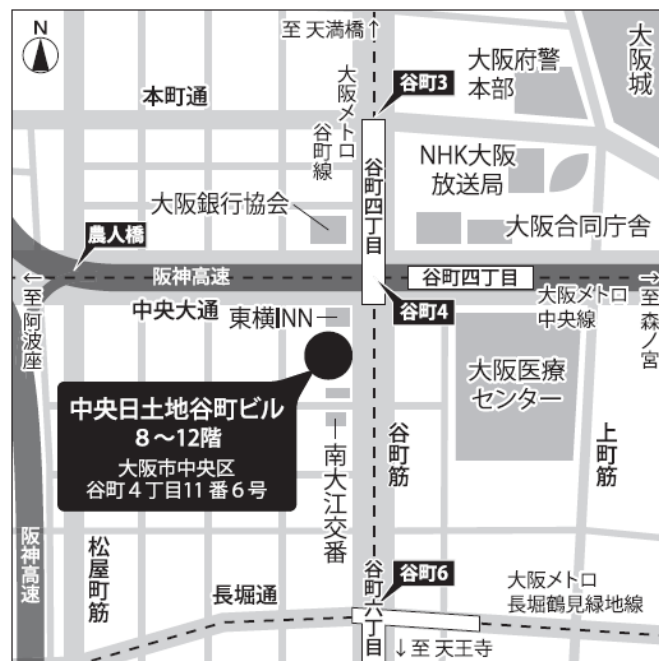 N
至 天満橋↑
大阪城
大阪府警
本部
本町通
大阪メトロ
谷町線
谷町3
谷町四丁目
NHK大阪
放送局
大阪銀行協会
大阪合同庁舎
農人橋
阪神高速
谷町四丁目
←至 阿波座
中央大通
東横INN
谷町4
大阪メトロ
中央線
→至 森ノ宮
中央日土地谷町ビル
8～12階
大阪市中央区
谷町4丁目11番6号
大阪医療
センター
南大江交番
谷町筋
上町筋
阪神高速
松屋町筋
長堀通
谷町6
谷町六丁目
大阪メトロ
長堀鶴見緑地線
↓至 天王寺